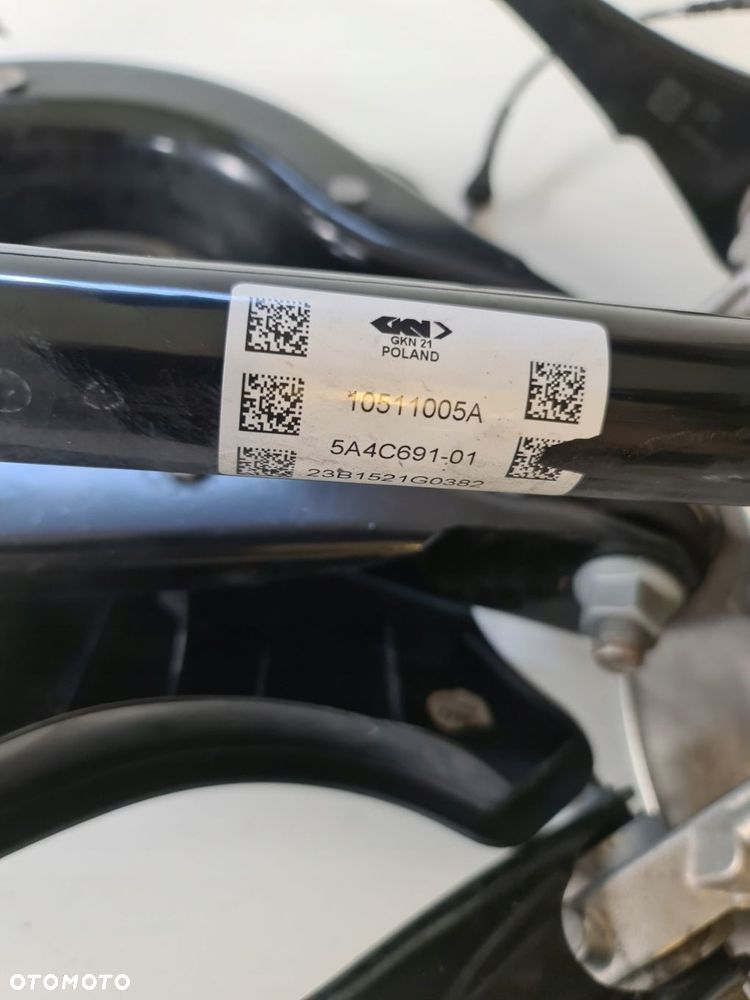 GKN
GKN 21
POLAND
10511005A
5A4C691-01
23B1521G0382
OTOMOTO